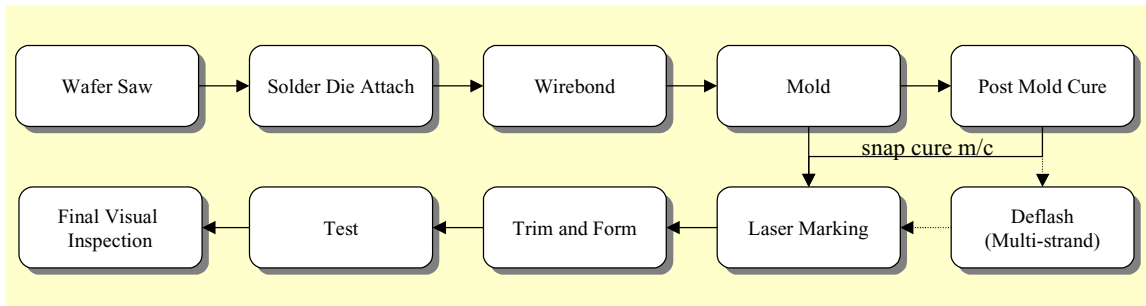 Wafer Saw
Solder Die Attach
Wirebond
Mold
Post Mold Cure
snap cure m/c
Final Visual
Inspection
Test
Trim and Form
Laser Marking
Deflash
(Multi-strand)